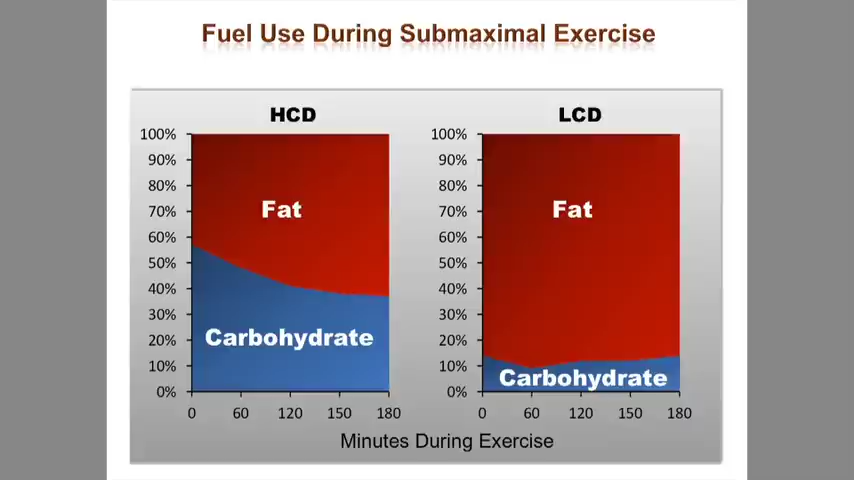 Fuel Use During Submaximal Exercise
HCD
100%
90%
80%
70%
60%
50%
40%
30%
20%
10%
0%
Fat
Carbohydrate
0 60 120 150 180
LCD
100%
90%
80%
70%
60%
50%
40%
30%
20%
10%
0%
Fat
Carbohydrate
0 60 120 150 180
Minutes During Exercise